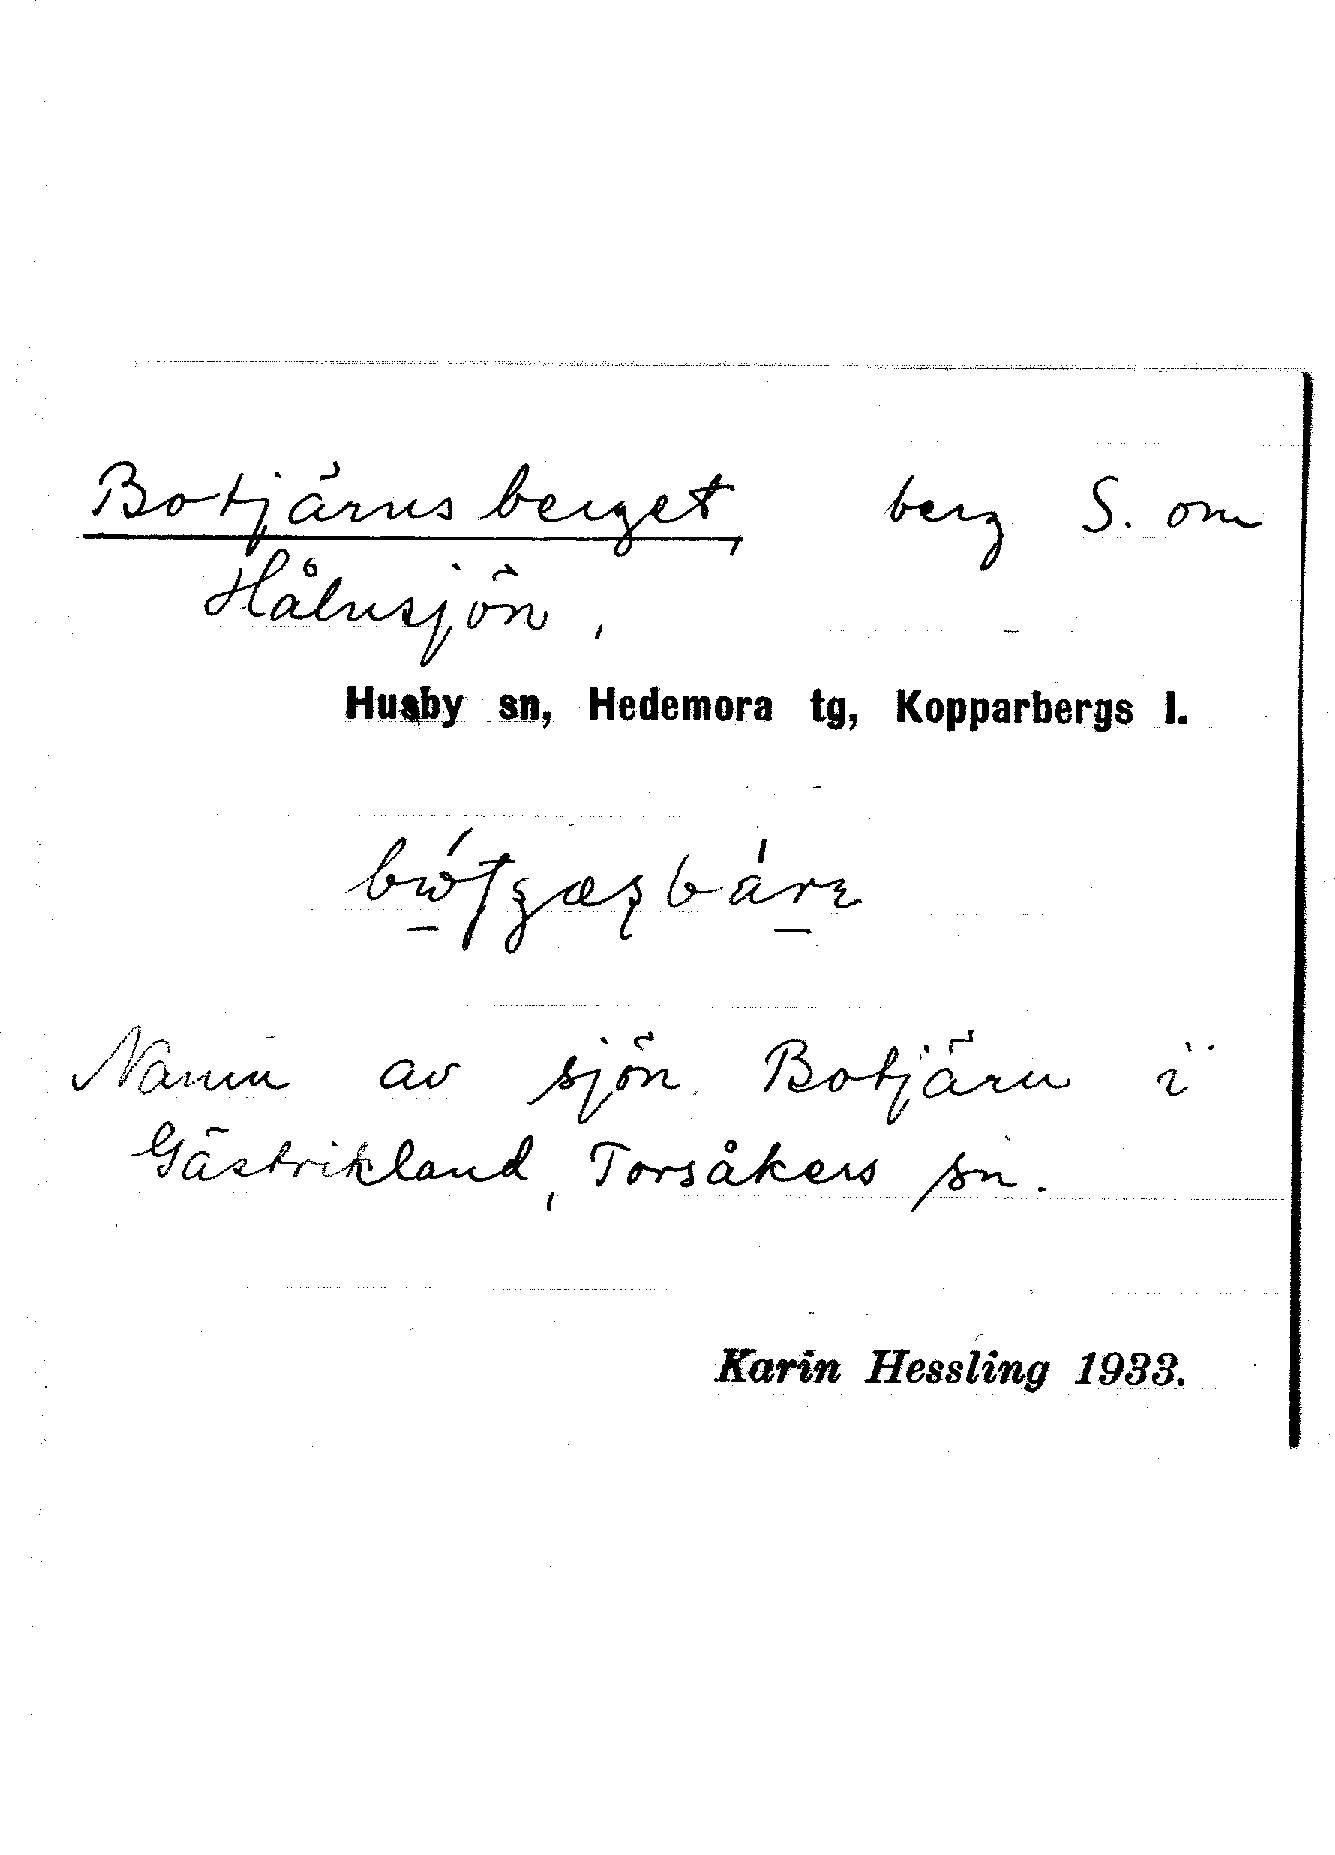 Botjärnsberget, berg S. om
Hålnsjön,
Husby sn, Hedemora tg, Kopparbergs l.
Namn av sjön Botjärn i
Gästrikland, Torsåkers sn.
Karin Hessling 1933.